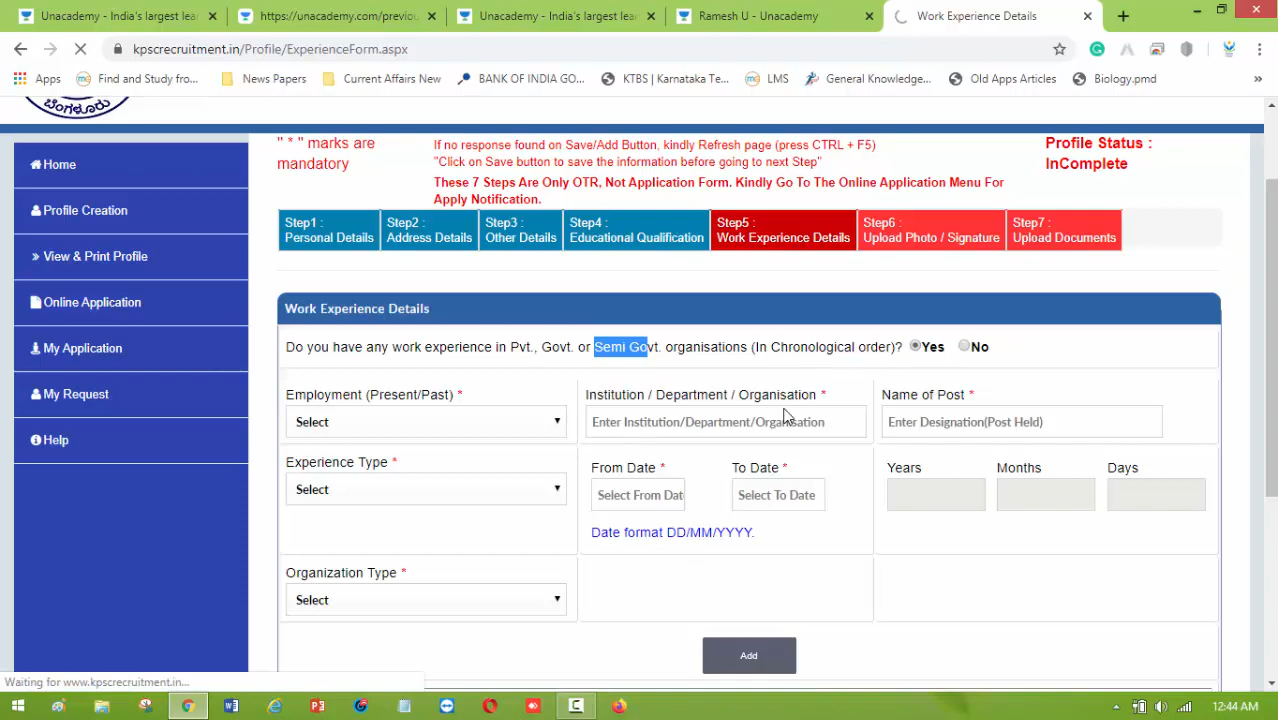 Unacademy - India's largest lea
https://unacademy.com/previou
Unacademy - India's largest lea
Ramesh U - Unacademy
Work Experience Details
kpscrecruitment.in/Profile/ExperienceForm.aspx
Apps
Find and Study fro...
News Papers
Current Affairs New
BANK OF INDIA GO...
KTBS | Karnataka Te...
LMS
General Knowledge...
Old Apps Articles
Biology.pmd
»
ಬೆಂಗಳೂರು
" * " marks are
mandatory
If no response found on Save/Add Button, kindly Refresh page (press CTRL + F5)
"Click on Save button to save the information before going to next Step"
These 7 Steps Are Only OTR, Not Application Form. Kindly Go To The Online Application Menu For
Apply Notification.
Profile Status :
InComplete
Home
Profile Creation
» View & Print Profile
Online Application
My Application
My Request
Help
Step1 :
Personal Details
Step2 :
Address Details
Step3 :
Other Details
Step4 :
Educational Qualification
Step5 :
Work Experience Details
Step6 :
Upload Photo / Signature
Step7 :
Upload Documents
Work Experience Details
Do you have any work experience in Pvt., Govt. or Semi Govt. organisations (In Chronological order)? Yes No
Employment (Present/Past) *
Select
Institution / Department / Organisation *
Enter Institution/Department/Organisation
Name of Post *
Enter Designation(Post Held)
Experience Type *
Select
From Date *
Select From Dat
To Date *
Select To Date
Date format DD/MM/YYYY.
Years
Months
Days
Organization Type *
Select
Add
Waiting for www.kpscrecruitment.in...
12:44 AM